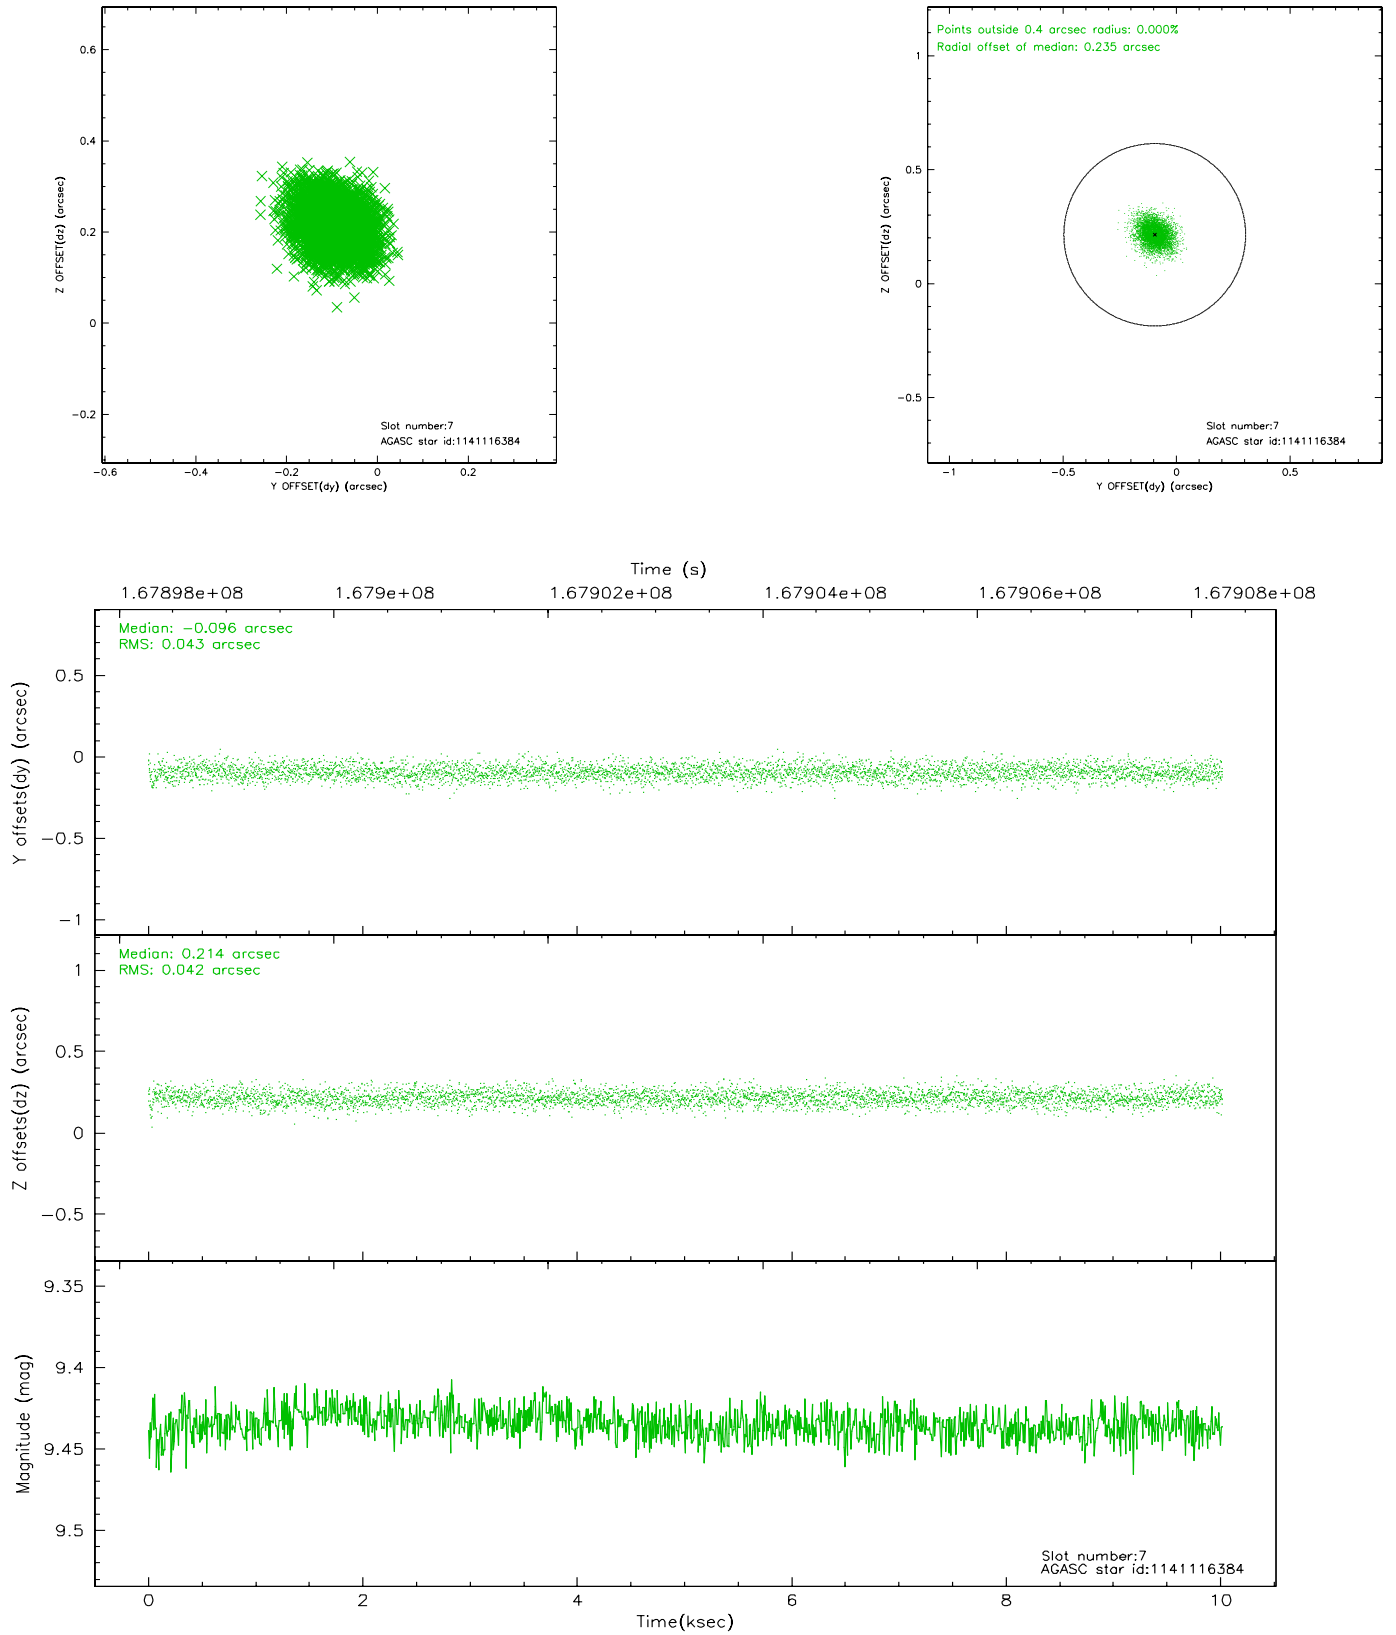 0.6
0.4
0.2
0
−0.2
Z OFFSET(dz) (arcsec)
Slot number:7
AGASC star id:1141116384
−0.6 −0.4 −0.2 0 0.2
Y OFFSET(dy) (arcsec)
Points outside 0.4 arcsec radius: 0.000%
Radial offset of median: 0.235 arcsec
1
0.5
0
−0.5
Z OFFSET(dz) (arcsec)
Slot number:7
AGASC star id:1141116384
−1 −0.5 0 0.5
Y OFFSET(dy) (arcsec)
Time (s)
1.67898e+08 1.679e+08 1.67902e+08 1.67904e+08 1.67906e+08 1.67908e+08
Median: −0.096 arcsec
RMS: 0.043 arcsec
0.5
0
−0.5
−1
Y offsets(dy) (arcsec)
Median: 0.214 arcsec
RMS: 0.042 arcsec
1
0.5
0
−0.5
Z offsets(dz) (arcsec)
9.35
9.4
9.45
9.5
Magnitude (mag)
Slot number:7
AGASC star id:1141116384
0 2 4 6 8 10
Time(ksec)